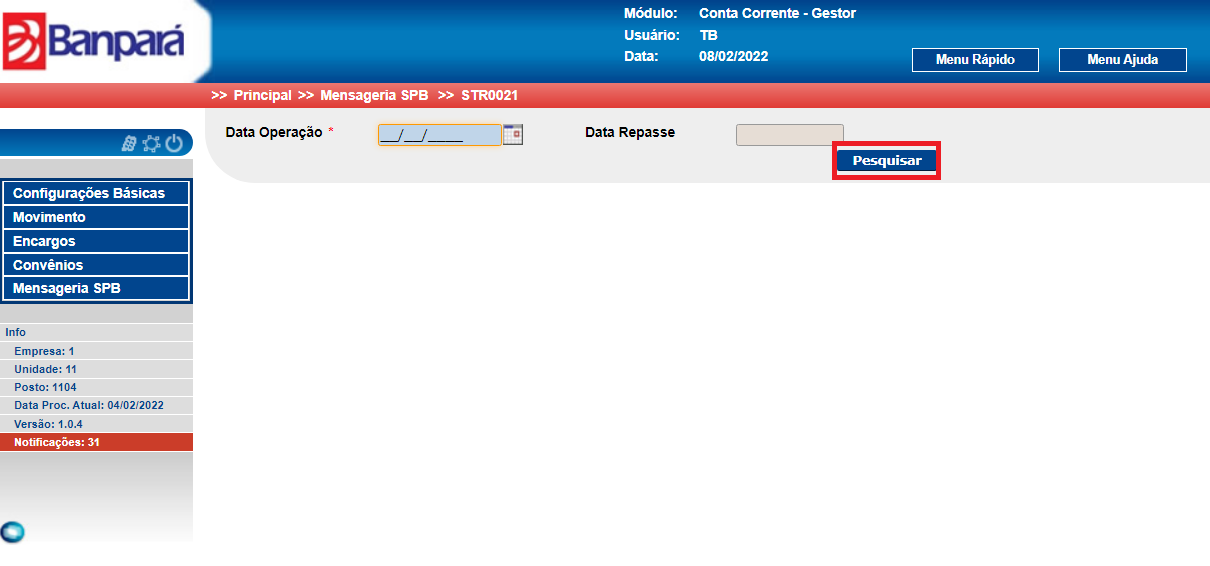 Banpará
Módulo: Conta Corrente - Gestor
Usuário: TB
Data: 08/02/2022
Menu Rápido
Menu Ajuda
>> Principal >> Mensageria SPB >> STR0021
Data Operação * __/__/____ Data Repasse
Pesquisar
Configurações Básicas
Movimento
Encargos
Convênios
Mensageria SPB
Info
Empresa: 1
Unidade: 11
Posto: 1104
Data Proc. Atual: 04/02/2022
Versão: 1.0.4
Notificações: 31